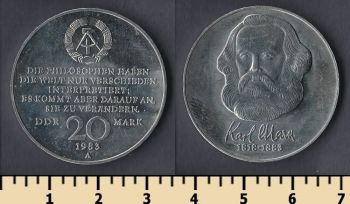 DIE PHILOSOPHEN HABEN
DIE WELT NUR VERSCHIEDEN
INTERPRETIERT;
ES KOMMT ABER DARAUF AN,
SIE ZU VERÄNDERN.
DDR 20 MARK
1983
A
Karl Marx
1818-1883
1 2 3 4 5 6 7